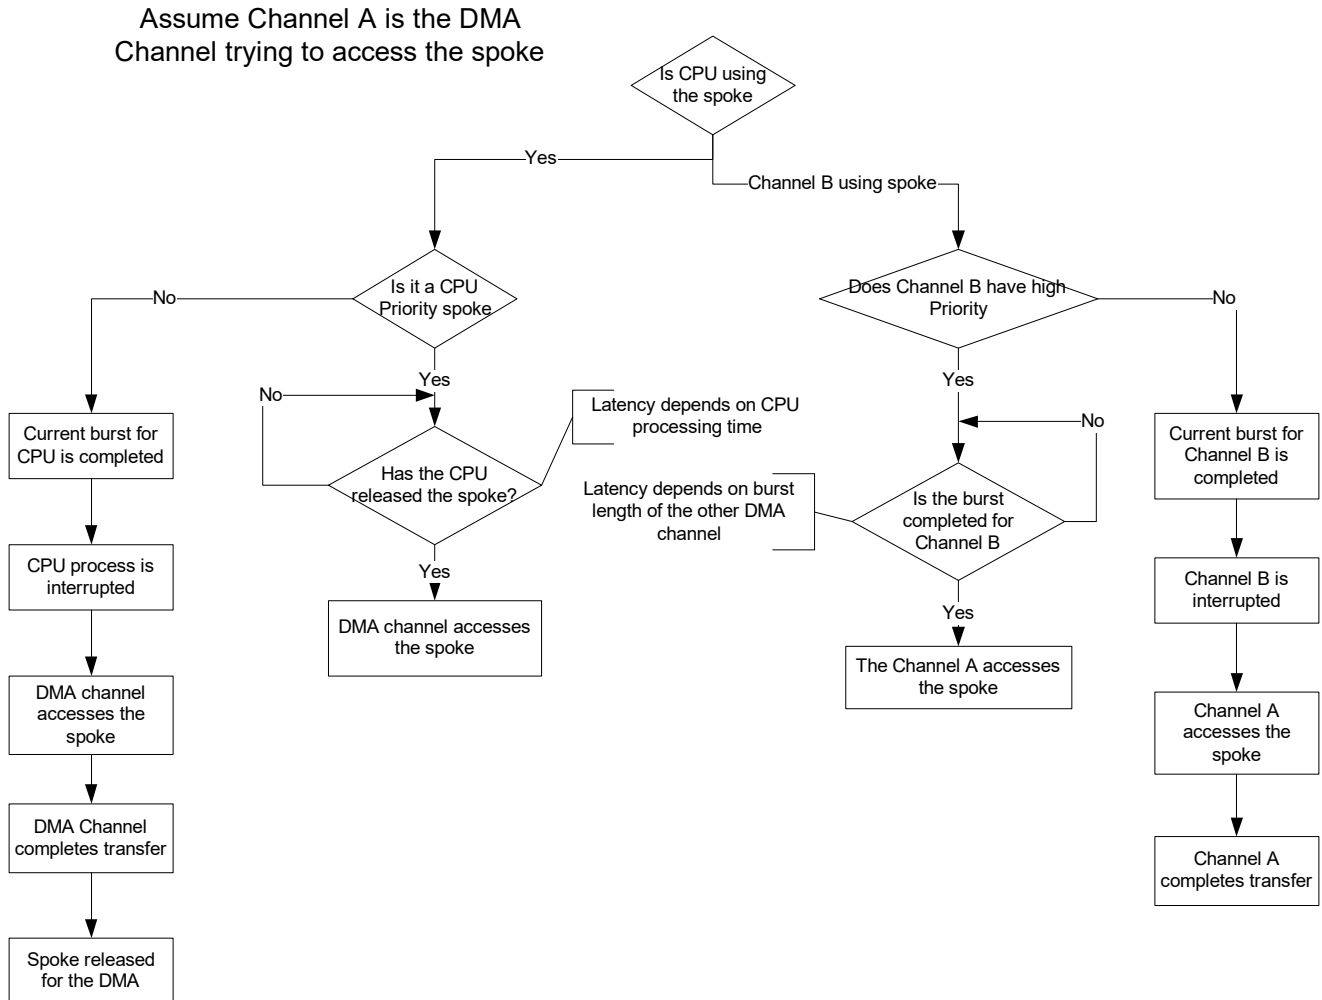 Assume Channel A is the DMA
Channel trying to access the spoke
Is CPU using
the spoke
Yes
Channel B using spoke
Is it a CPU
Priority spoke
No
Yes
No
Has the CPU
released the spoke?
Latency depends on CPU
processing time
Yes
DMA channel accesses
the spoke
Current burst for
CPU is completed
CPU process is
interrupted
DMA channel
accesses the
spoke
DMA Channel
completes transfer
Spoke released
for the DMA
Does Channel B have high
Priority
No
Yes
No
Is the burst
completed for
Channel B
Latency depends on burst
length of the other DMA
channel
Yes
The Channel A accesses
the spoke
Current burst for
Channel B is
completed
Channel B is
interrupted
Channel A
accesses the
spoke
Channel A
completes transfer